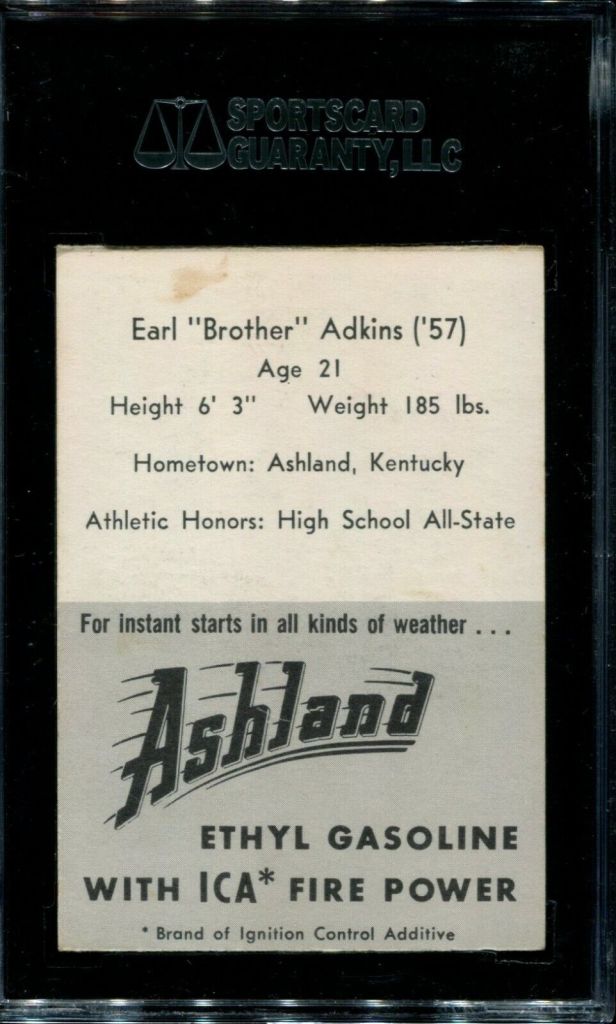 SPORTSCARD
GUARANTY, LLC
Earl "Brother" Adkins ('57)
Age 21
Height 6' 3" Weight 185 lbs.
Hometown: Ashland, Kentucky
Athletic Honors: High School All-State
For instant starts in all kinds of weather . . .
Ashland
ETHYL GASOLINE
WITH ICA* FIRE POWER
* Brand of Ignition Control Additive